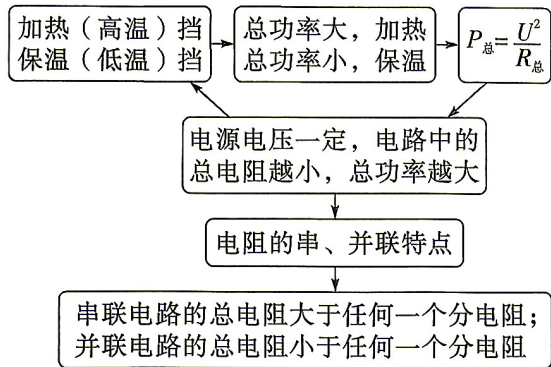 加热（高温）挡
保温（低温）挡
总功率大，加热
总功率小，保温
P总=U²/R总
电源电压一定，电路中的
总电阻越小，总功率越大
电阻的串、并联特点
串联电路的总电阻大于任何一个分电阻；
并联电路的总电阻小于任何一个分电阻